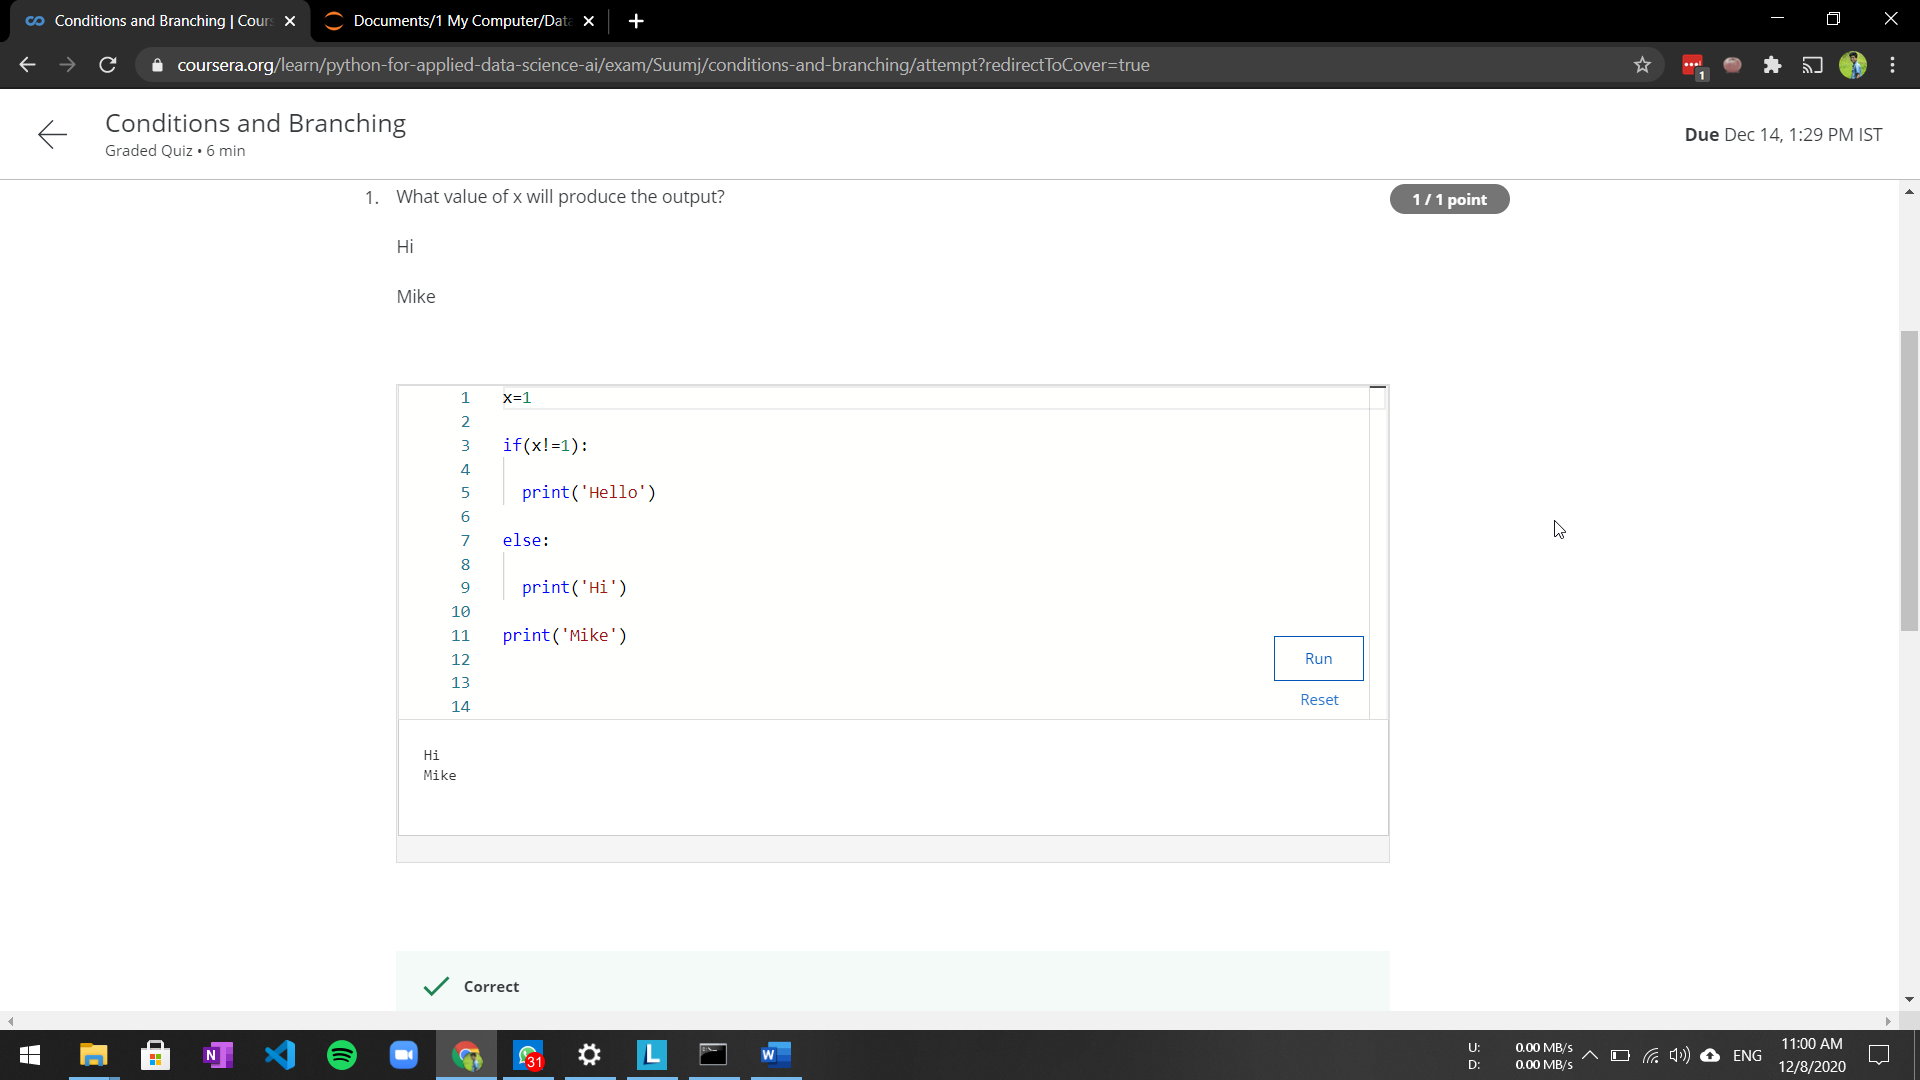 Conditions and Branching | Cour
Documents/1 My Computer/Data
coursera.org/learn/python-for-applied-data-science-ai/exam/Suumj/conditions-and-branching/attempt?redirectToCover=true
1
Conditions and Branching
Graded Quiz • 6 min
Due Dec 14, 1:29 PM IST
1. What value of x will produce the output?
1 / 1 point
Hi
Mike
1 x=1
2
3 if(x!=1):
4
5 print('Hello')
6
7 else:
8
9 print('Hi')
10
11 print('Mike')
12
13
14
Run
Reset
Hi
Mike
Correct
N
31
L
W
U: 0.00 MB/s
D: 0.00 MB/s
ENG
11:00 AM
12/8/2020